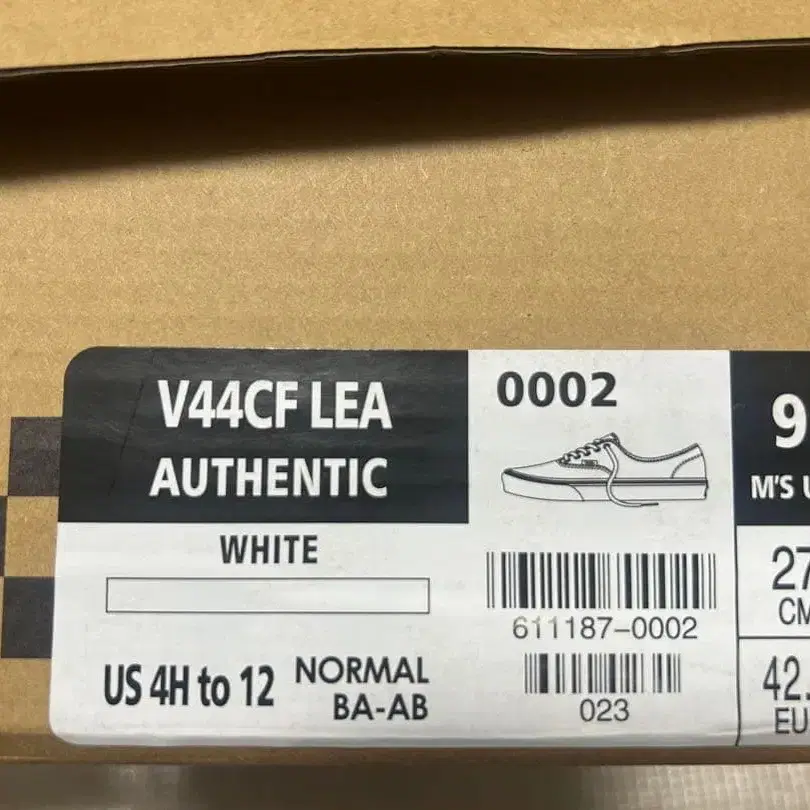 V44CF LEA
AUTHENTIC
WHITE
US 4H to 12
NORMAL
BA-AB
0002
611187-0002
023
9
M'S
27
CM
42.
EU